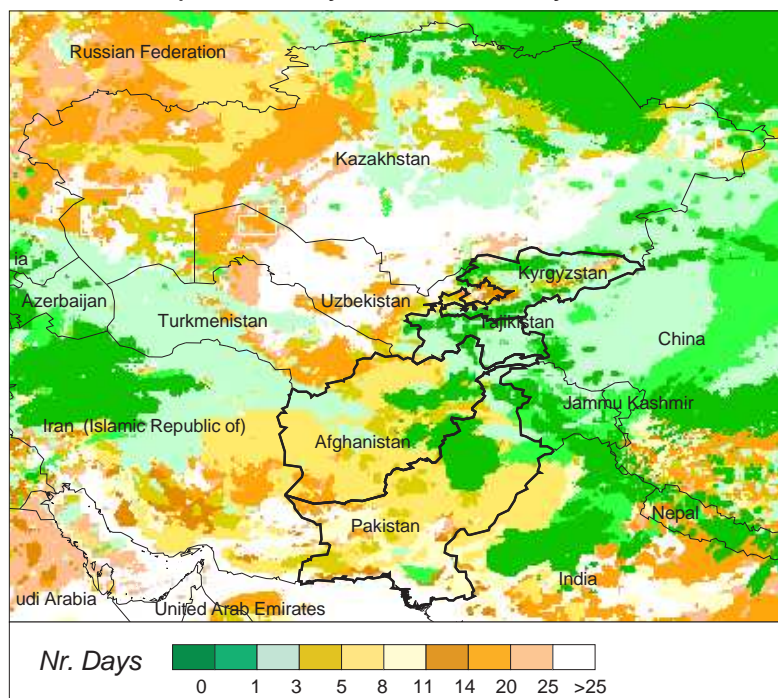 Russian Federation
Kazakhstan
ia
Kyrgyzstan
Azerbaijan
Uzbekistan
Turkmenistan
Tajikistan
China
Jammu Kashmir
Iran (Islamic Republic of)
Afghanistan
Nepal
Pakistan
India
udi Arabia
United Arab Emirates
Nr. Days
0 1 3 5 8 11 14 20 25 >25